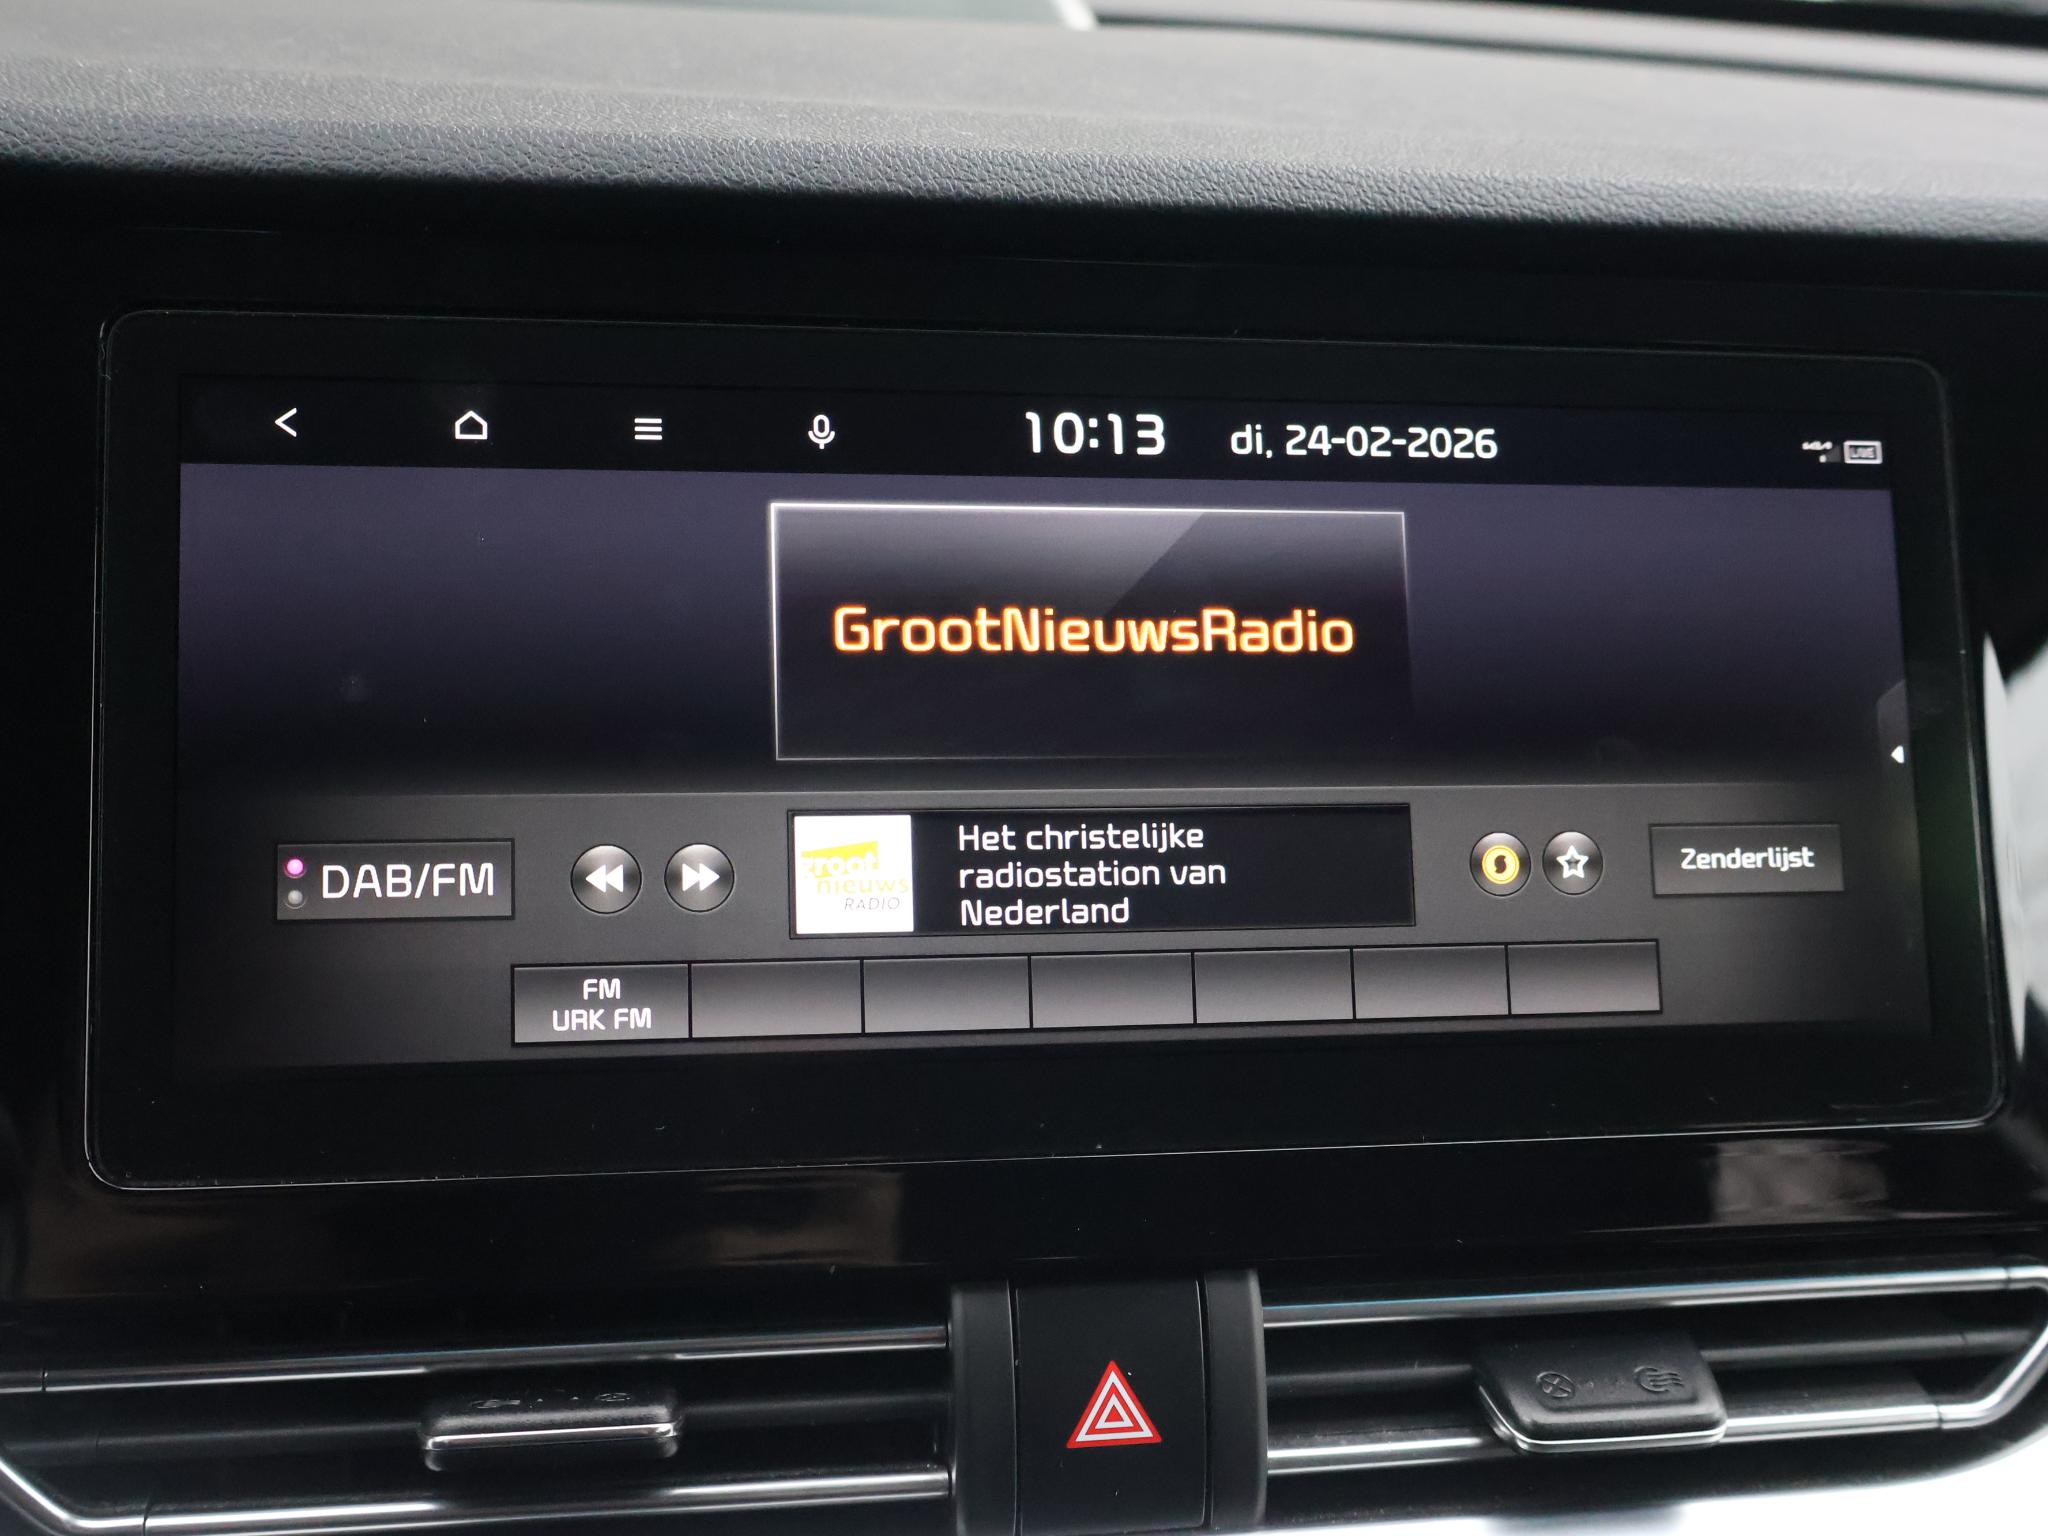 10:13 di, 24-02-2026
LIVE
GrootNieuwsRadio
DAB/FM
groot
nieuws
RADIO
Het christelijke
radiostation van
Nederland
Zenderlijst
FM
URK FM